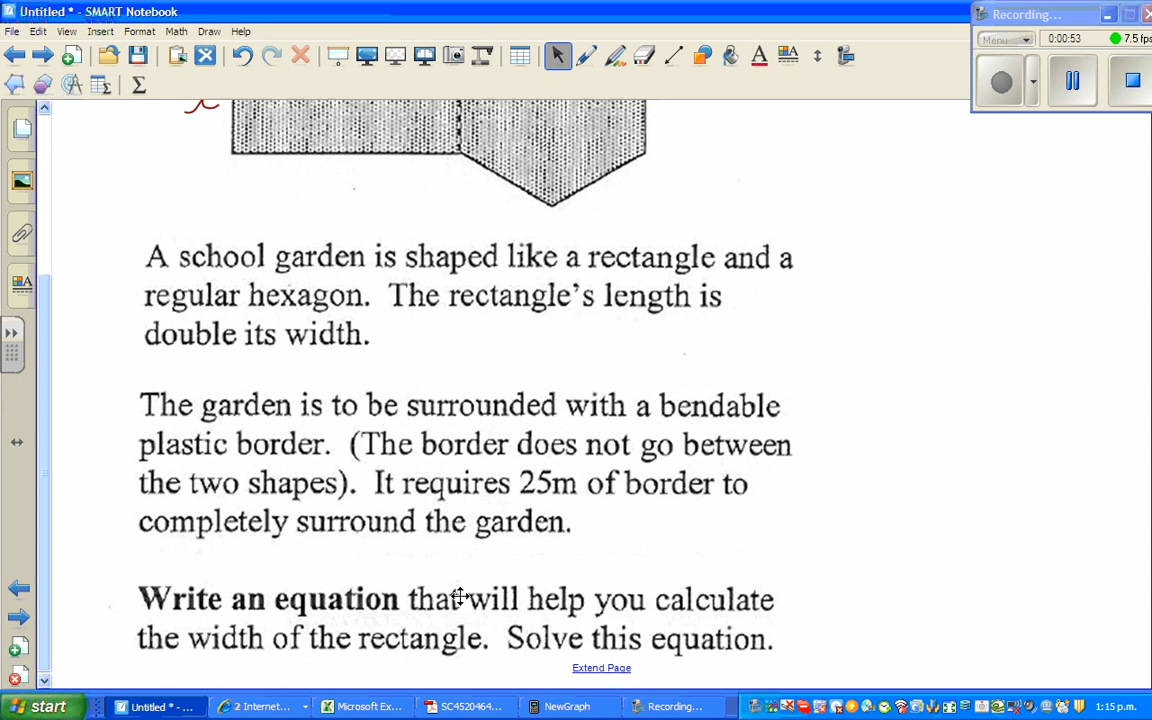 Untitled * - SMART Notebook
Recording...
File Edit View Insert Format Math Draw Help
Menu
0:00:53
7.5 fps
x
A school garden is shaped like a rectangle and a
regular hexagon. The rectangle's length is
double its width.
The garden is to be surrounded with a bendable
plastic border. (The border does not go between
the two shapes). It requires 25m of border to
completely surround the garden.
Write an equation that will help you calculate
the width of the rectangle. Solve this equation.
Extend Page
start
Untitled * - ...
2 Internet...
Microsoft Ex...
SC4520464...
NewGraph
Recording...
1:15 p.m.